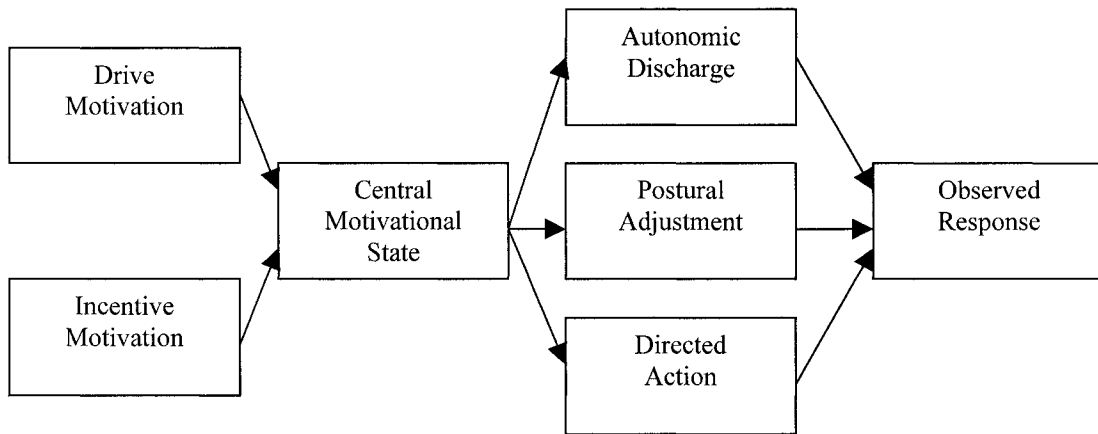 Drive
Motivation
Incentive
Motivation
Central
Motivational
State
Autonomic
Discharge
Postural
Adjustment
Directed
Action
Observed
Response